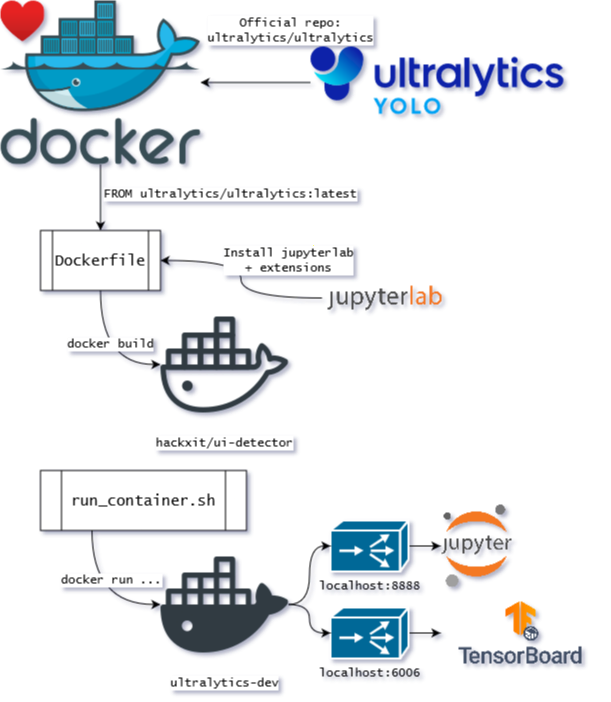 Official repo:
ultralytics/ultralytics
ultralytics
YOLO
docker
FROM ultralytics/ultralytics:latest
Dockerfile
Install jupyterlab
+ extensions
jupyterlab
docker build
hackxit/ui-detector
run_container.sh
docker run ...
jupyter
localhost:8888
localhost:6006
TensorBoard
ultralytics-dev